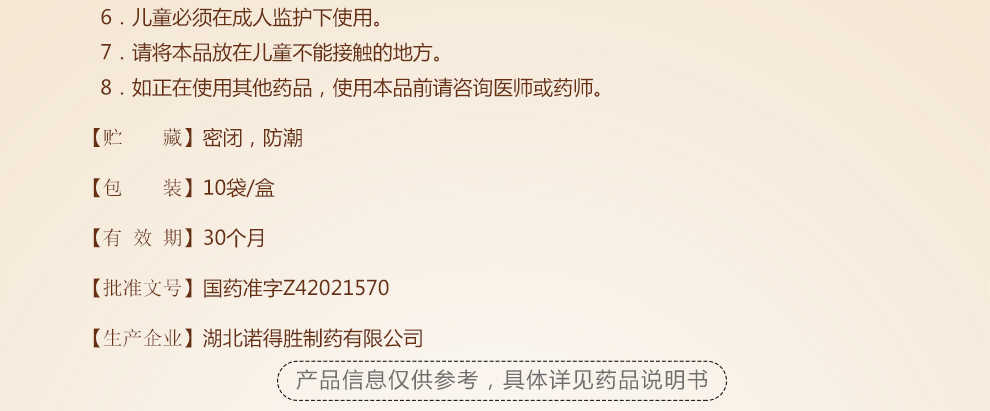 6．儿童必须在成人监护下使用。
7．请将本品放在儿童不能接触的地方。
8．如正在使用其他药品，使用本品前请咨询医师或药师。
【贮　　藏】密闭，防潮
【包　　装】10袋/盒
【有 效 期】30个月
【批准文号】国药准字Z42021570
【生产企业】湖北诺得胜制药有限公司
产品信息仅供参考，具体详见药品说明书